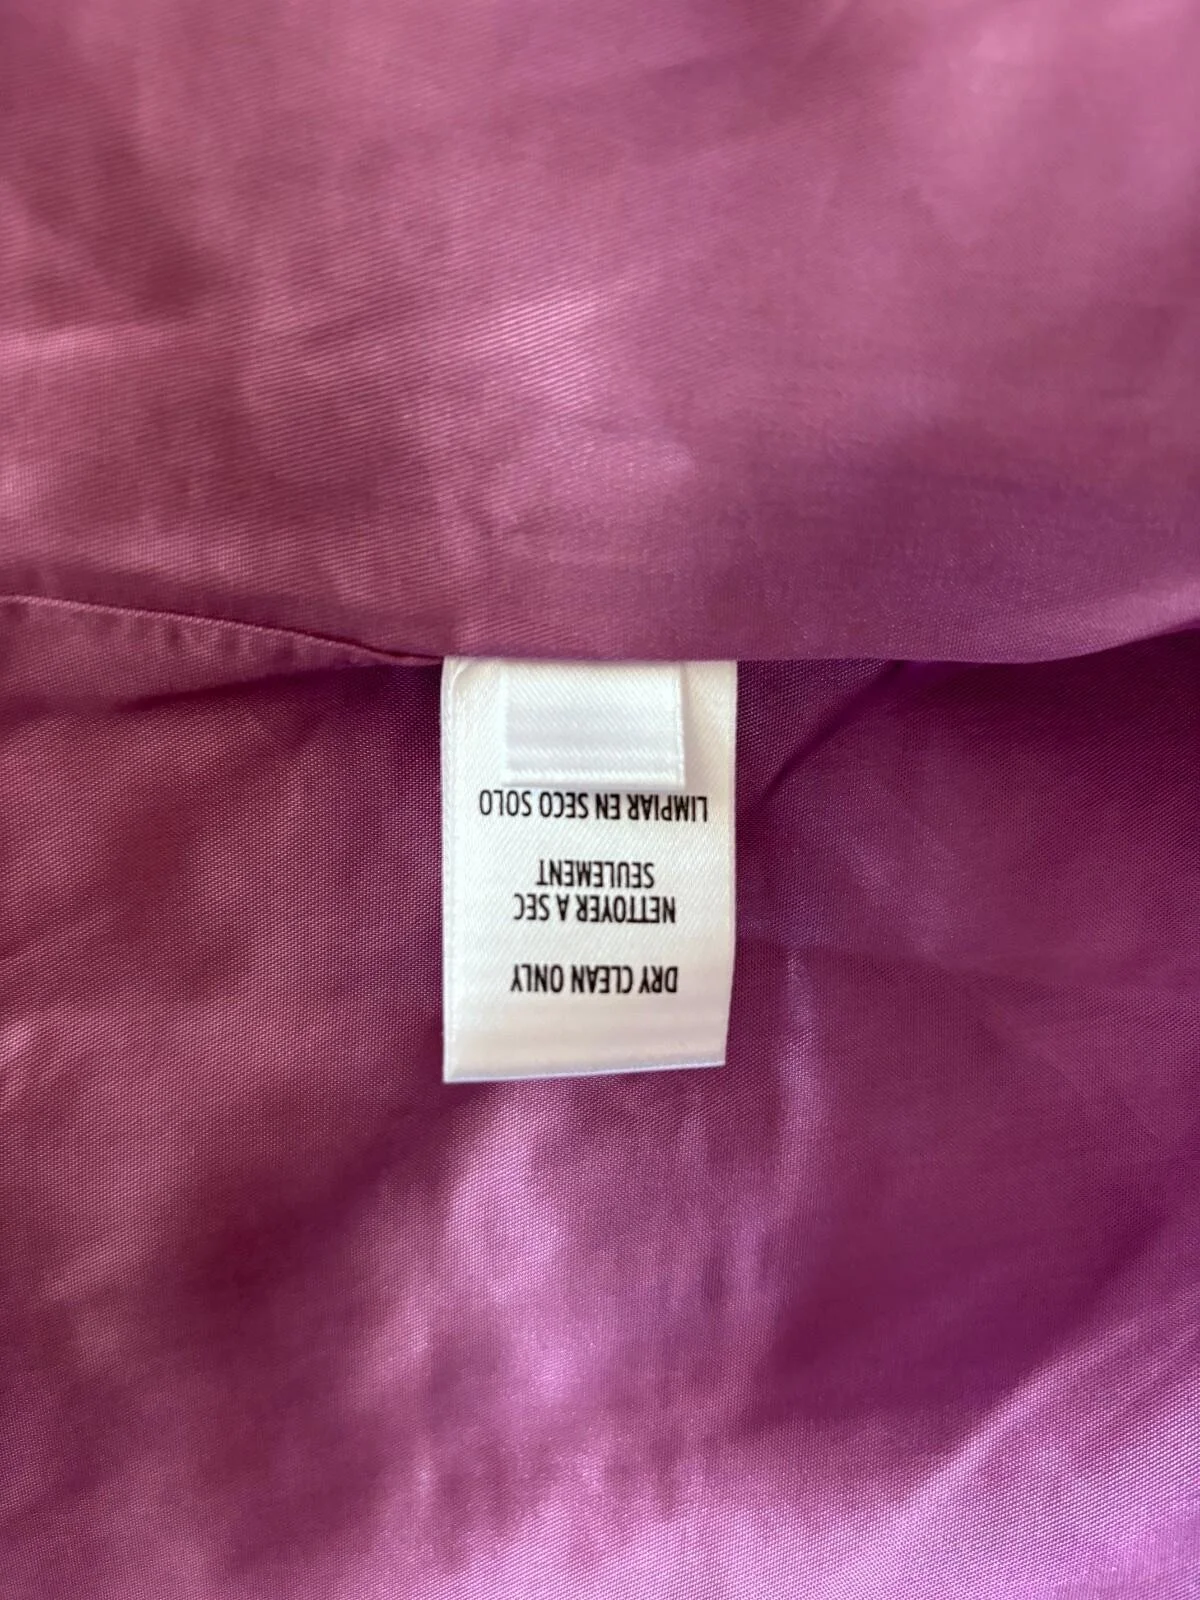 DRY CLEAN ONLY
NETTOYER A SEC
SEULEMENT
LIMPIAR EN SECO SOLO